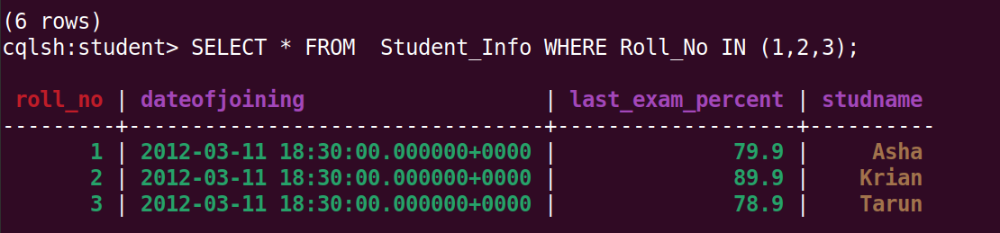 (6 rows)
cqlsh:student> SELECT * FROM  Student_Info WHERE Roll_No IN (1,2,3);
 roll_no | dateofjoining                   | last_exam_percent | studname
---------+---------------------------------+-------------------+----------
       1 | 2012-03-11 18:30:00.000000+0000 |              79.9 |     Asha
       2 | 2012-03-11 18:30:00.000000+0000 |              89.9 |    Krian
       3 | 2012-03-11 18:30:00.000000+0000 |              78.9 |    Tarun